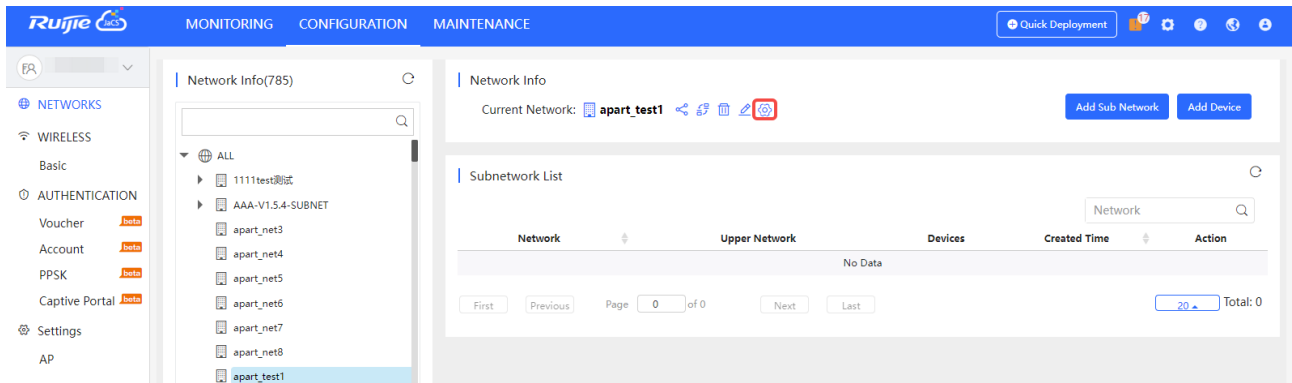 Ruijie JaCS MONITORING CONFIGURATION MAINTENANCE Quick Deployment 17
FR
NETWORKS
WIRELESS
Basic
AUTHENTICATION
Voucher beta
Account beta
PPSK beta
Captive Portal beta
Settings
AP
Network Info(785)
ALL
1111test测试
AAA-V1.5.4-SUBNET
apart_net3
apart_net4
apart_net5
apart_net6
apart_net7
apart_net8
apart_test1
Network Info
Current Network: apart_test1 Add Sub Network Add Device
Subnetwork List
Network
Network Upper Network Devices Created Time Action
No Data
First Previous Page 0 of 0 Next Last 20 Total: 0